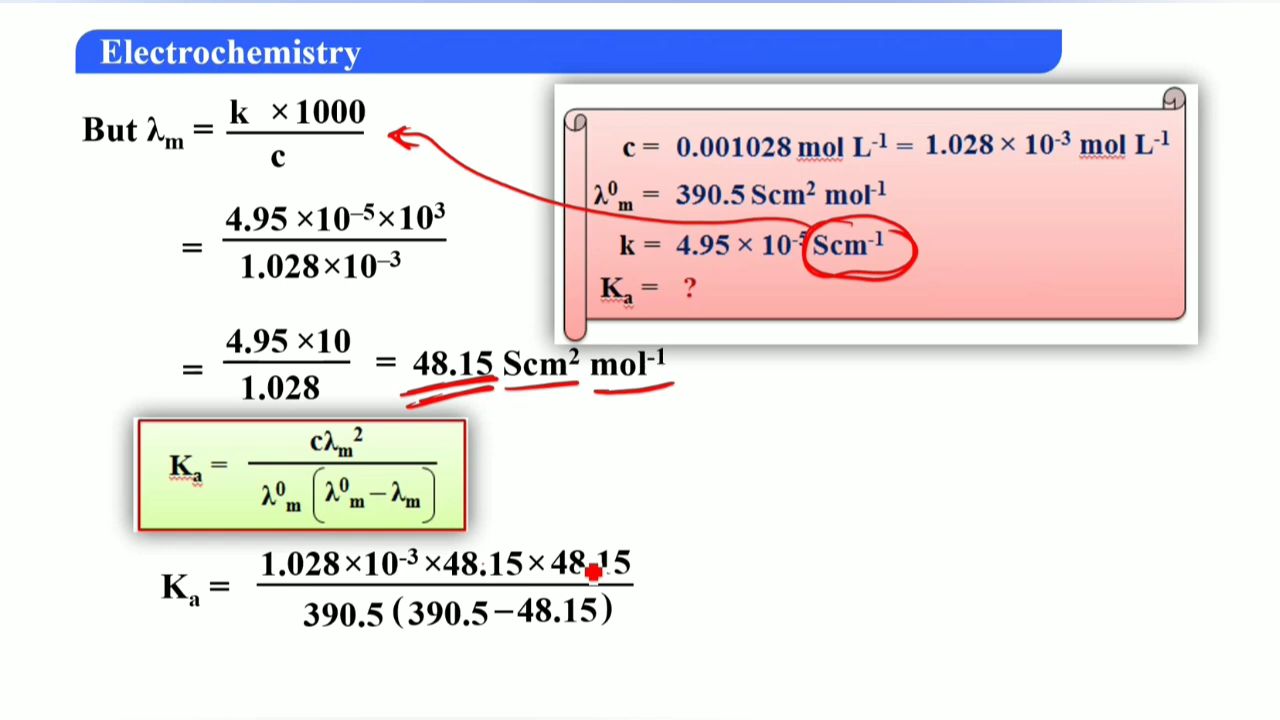 Electrochemistry
But λₘ = k ×1000 / c
c = 0.001028 mol L⁻¹ = 1.028 × 10⁻³ mol L⁻¹
λ⁰ₘ = 390.5 Scm² mol⁻¹
k = 4.95 × 10⁻⁵ Scm⁻¹
Kₐ = ?
= 4.95 ×10⁻⁵×10³ / 1.028×10⁻³
= 4.95 ×10 / 1.028 = 48.15 Scm² mol⁻¹
Kₐ = cλₘ² / λ⁰ₘ (λ⁰ₘ − λₘ)
Kₐ = 1.028×10⁻³ ×48.15×48.15 / 390.5 (390.5−48.15)